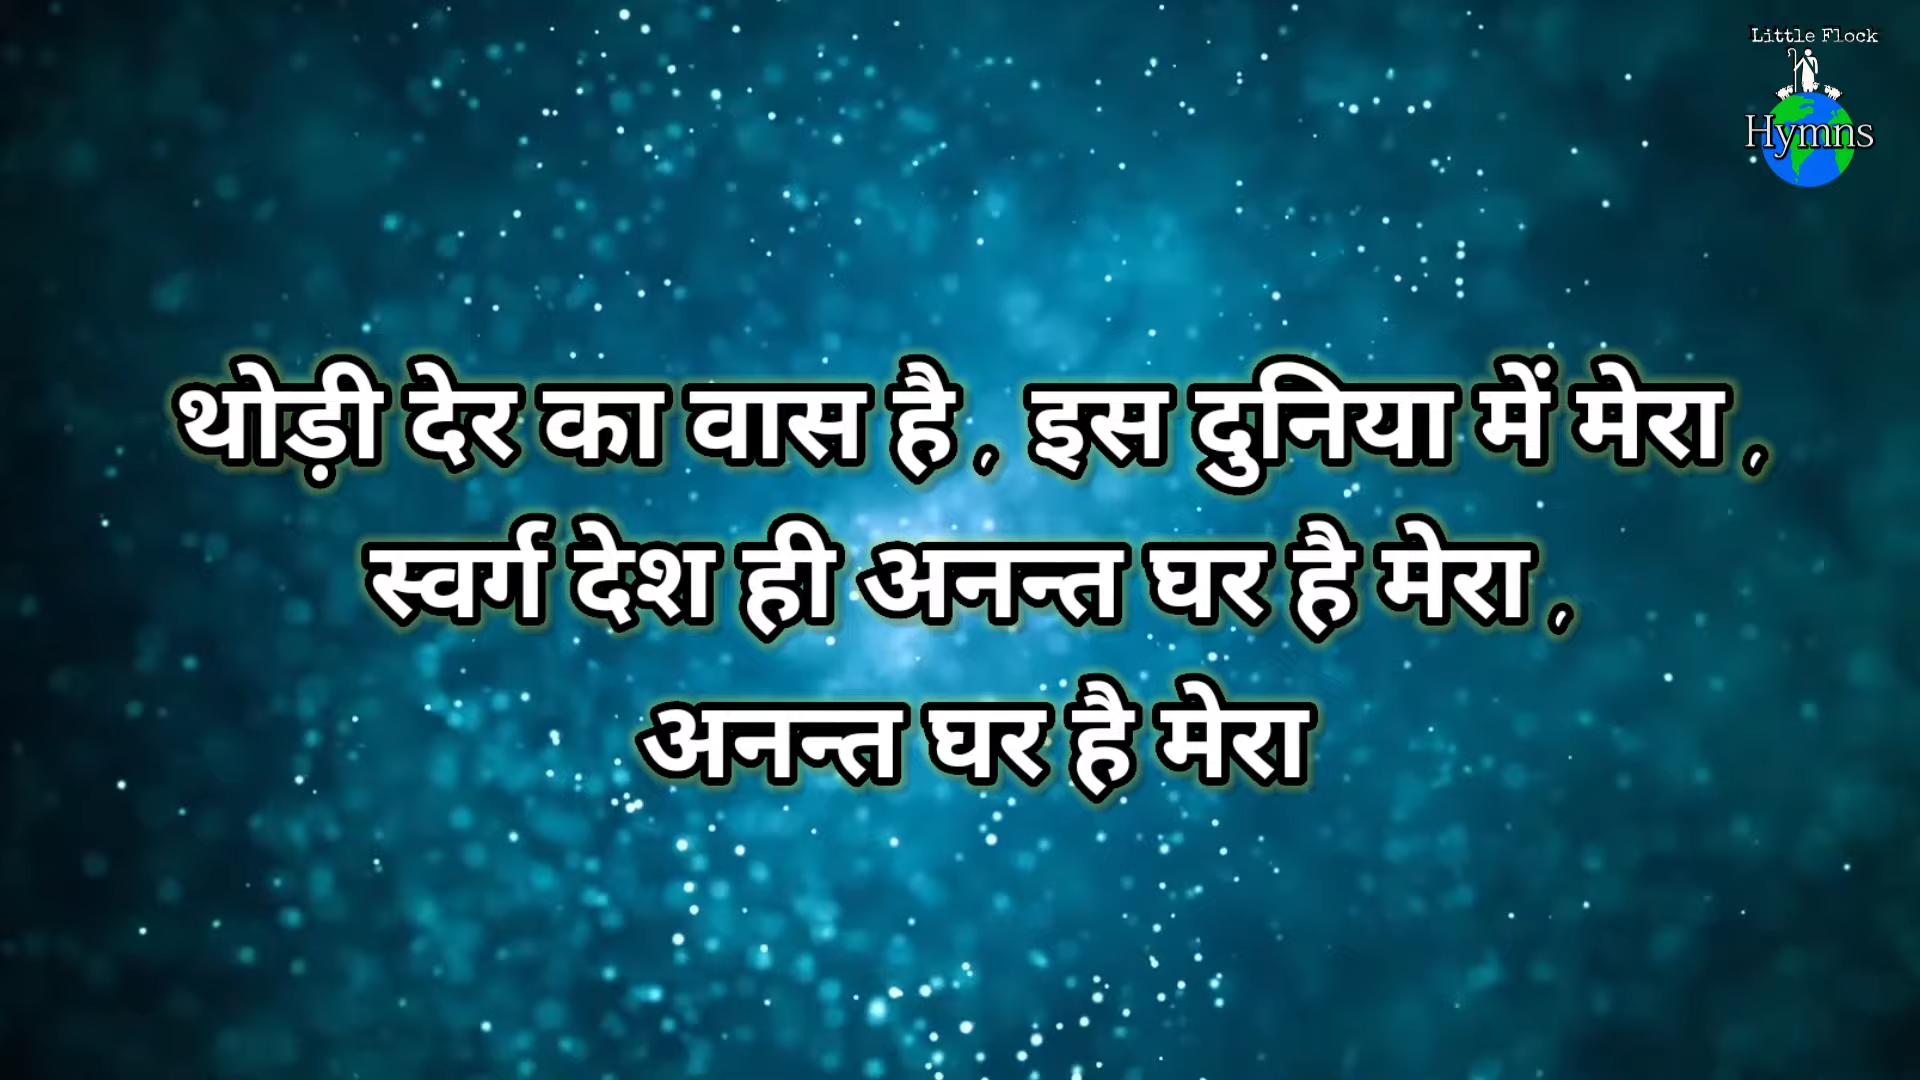 Little Flock
Hymns
थोड़ी देर का वास है , इस दुनिया में मेरा ,
स्वर्ग देश ही अनन्त घर है मेरा ,
अनन्त घर है मेरा